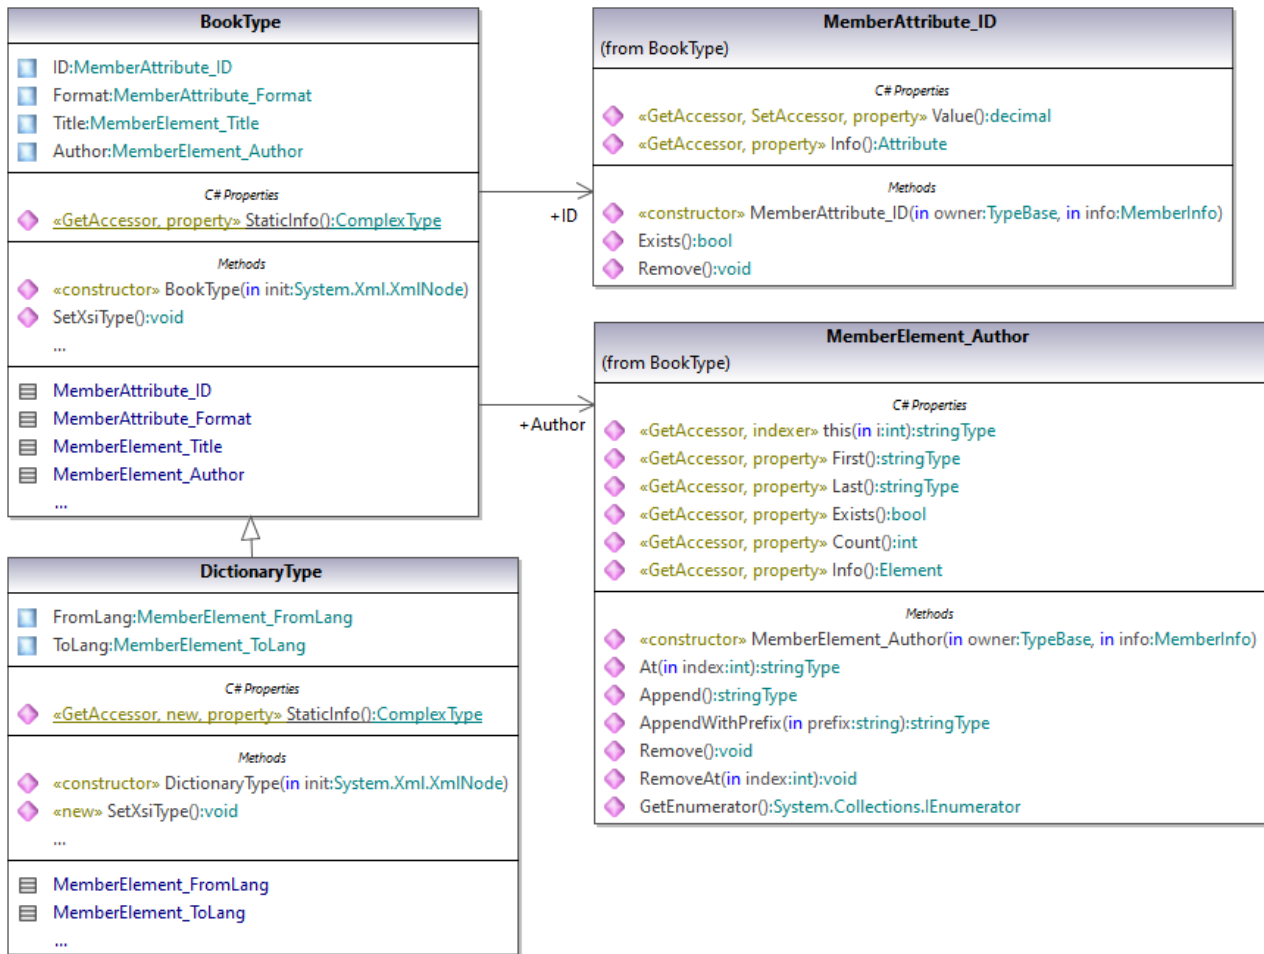 BookType
ID:MemberAttribute_ID
Format:MemberAttribute_Format
Title:MemberElement_Title
Author:MemberElement_Author
C# Properties
«GetAccessor, property» StaticInfo():ComplexType
Methods
«constructor» BookType(in init:System.Xml.XmlNode)
SetXsiType():void
...
MemberAttribute_ID
MemberAttribute_Format
MemberElement_Title
MemberElement_Author
...
DictionaryType
FromLang:MemberElement_FromLang
ToLang:MemberElement_ToLang
C# Properties
«GetAccessor, new, property» StaticInfo():ComplexType
Methods
«constructor» DictionaryType(in init:System.Xml.XmlNode)
«new» SetXsiType():void
...
MemberElement_FromLang
MemberElement_ToLang
...
+ID
+Author
MemberAttribute_ID
(from BookType)
C# Properties
«GetAccessor, SetAccessor, property» Value():decimal
«GetAccessor, property» Info():Attribute
Methods
«constructor» MemberAttribute_ID(in owner:TypeBase, in info:MemberInfo)
Exists():bool
Remove():void
MemberElement_Author
(from BookType)
C# Properties
«GetAccessor, indexer» this(in i:int):stringType
«GetAccessor, property» First():stringType
«GetAccessor, property» Last():stringType
«GetAccessor, property» Exists():bool
«GetAccessor, property» Count():int
«GetAccessor, property» Info():Element
Methods
«constructor» MemberElement_Author(in owner:TypeBase, in info:MemberInfo)
At(in index:int):stringType
Append():stringType
AppendWithPrefix(in prefix:string):stringType
Remove():void
RemoveAt(in index:int):void
GetEnumerator():System.Collections.IEnumerator